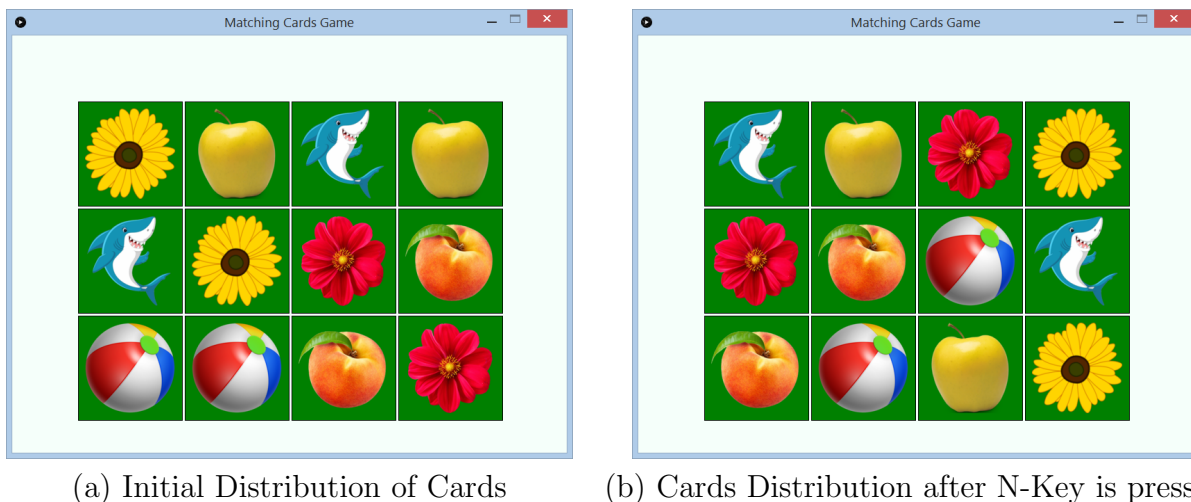 Matching Cards Game
Matching Cards Game
(a) Initial Distribution of Cards
(b) Cards Distribution after N-Key is press